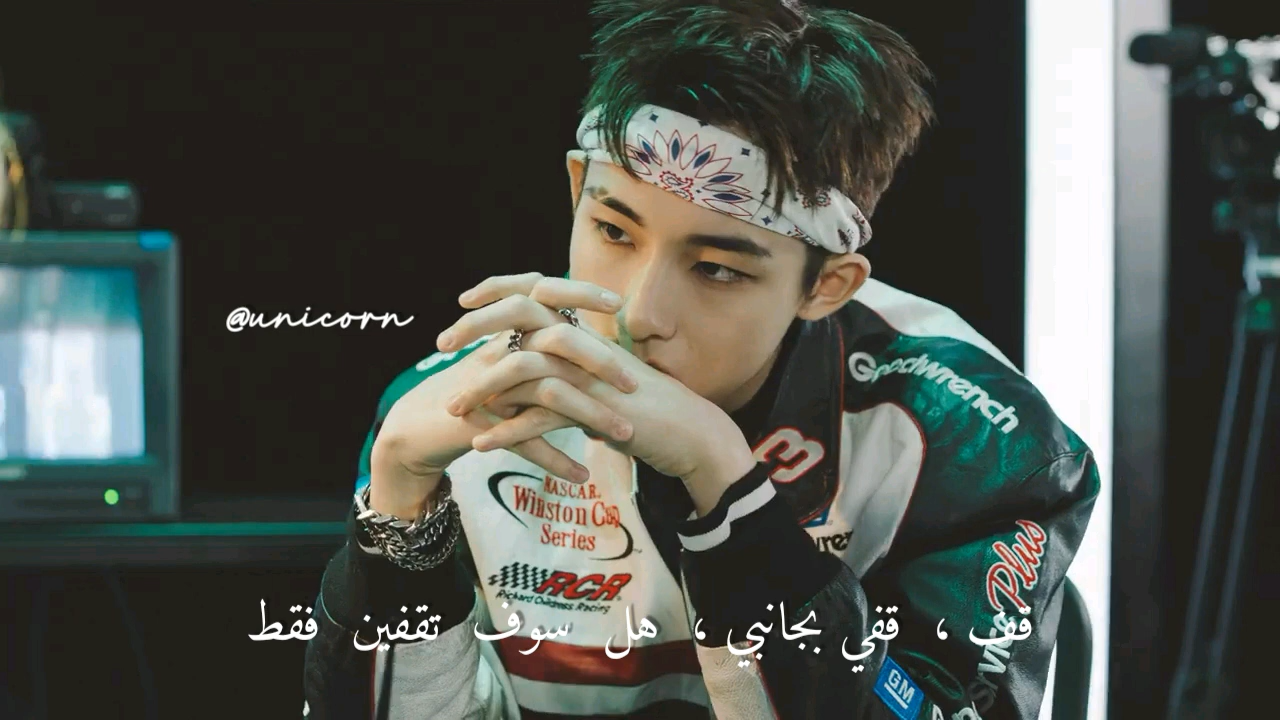 @unicorn
Goodwrench
3
NASCAR
Winston Cup
Series
RCR
Richard Childress Racing
Plus
GM
قف ، قفي بجانبي ، هل سوف تقفين فقط